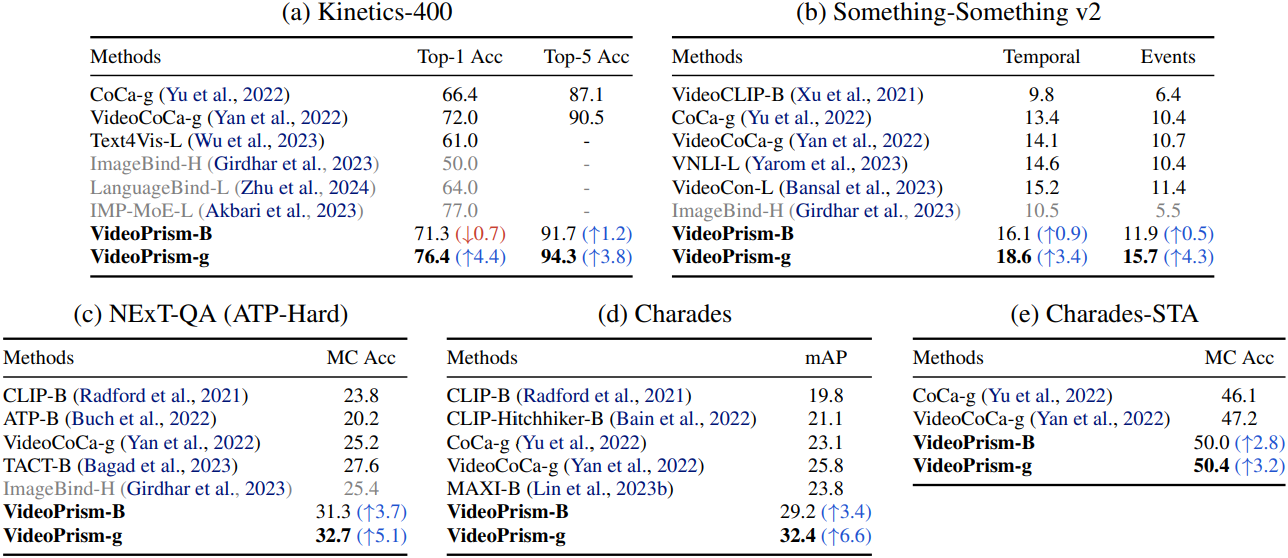 (a) Kinetics-400
Methods Top-1 Acc Top-5 Acc
CoCa-g (Yu et al., 2022) 66.4 87.1
VideoCoCa-g (Yan et al., 2022) 72.0 90.5
Text4Vis-L (Wu et al., 2023) 61.0 -
ImageBind-H (Girdhar et al., 2023) 50.0 -
LanguageBind-L (Zhu et al., 2024) 64.0 -
IMP-MoE-L (Akbari et al., 2023) 77.0 -
VideoPrism-B 71.3 (↓0.7) 91.7 (↑1.2)
VideoPrism-g 76.4 (↑4.4) 94.3 (↑3.8)
(b) Something-Something v2
Methods Temporal Events
VideoCLIP-B (Xu et al., 2021) 9.8 6.4
CoCa-g (Yu et al., 2022) 13.4 10.4
VideoCoCa-g (Yan et al., 2022) 14.1 10.7
VNLI-L (Yarom et al., 2023) 14.6 10.4
VideoCon-L (Bansal et al., 2023) 15.2 11.4
ImageBind-H (Girdhar et al., 2023) 10.5 5.5
VideoPrism-B 16.1 (↑0.9) 11.9 (↑0.5)
VideoPrism-g 18.6 (↑3.4) 15.7 (↑4.3)
(c) NExT-QA (ATP-Hard)
Methods MC Acc
CLIP-B (Radford et al., 2021) 23.8
ATP-B (Buch et al., 2022) 20.2
VideoCoCa-g (Yan et al., 2022) 25.2
TACT-B (Bagad et al., 2023) 27.6
ImageBind-H (Girdhar et al., 2023) 25.4
VideoPrism-B 31.3 (↑3.7)
VideoPrism-g 32.7 (↑5.1)
(d) Charades
Methods mAP
CLIP-B (Radford et al., 2021) 19.8
CLIP-Hitchhiker-B (Bain et al., 2022) 21.1
CoCa-g (Yu et al., 2022) 23.1
VideoCoCa-g (Yan et al., 2022) 25.8
MAXI-B (Lin et al., 2023b) 23.8
VideoPrism-B 29.2 (↑3.4)
VideoPrism-g 32.4 (↑6.6)
(e) Charades-STA
Methods MC Acc
CoCa-g (Yu et al., 2022) 46.1
VideoCoCa-g (Yan et al., 2022) 47.2
VideoPrism-B 50.0 (↑2.8)
VideoPrism-g 50.4 (↑3.2)